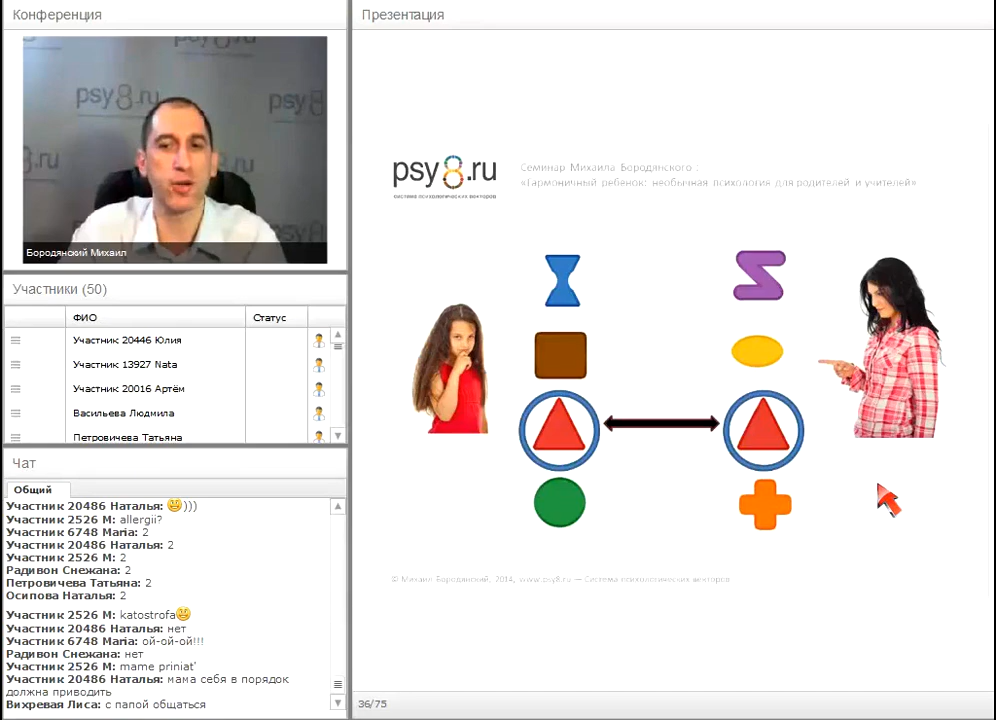 Конференция
psy8.ru
psy8.ru
Бородянский Михаил
Участники (50)
ФИО
Статус
Участник 20446 Юлия
Участник 13927 Nata
Участник 20016 Артём
Васильева Людмила
Петровичева Татьяна
Чат
Общий
Участник 20486 Наталья: )))
Участник 2526 M: allergii?
Участник 6748 Maria: 2
Участник 20486 Наталья: 2
Участник 2526 M: 2
Радивон Снежана: 2
Петровичева Татьяна: 2
Осипова Наталья: 2
Участник 2526 M: katostrofa
Участник 20486 Наталья: нет
Участник 6748 Maria: ой-ой-ой!!!
Радивон Снежана: нет
Участник 2526 M: mame priniat'
Участник 20486 Наталья: мама себя в порядок
должна приводить
Вихревая Лиса: с папой общаться
Презентация
psy8.ru
система психологических векторов
Семинар Михаила Бородянского :
«Гармоничный ребенок: необычная психология для родителей и учителей»
© Михаил Бородянский, 2014, www.psy8.ru — Система психологических векторов
36/75